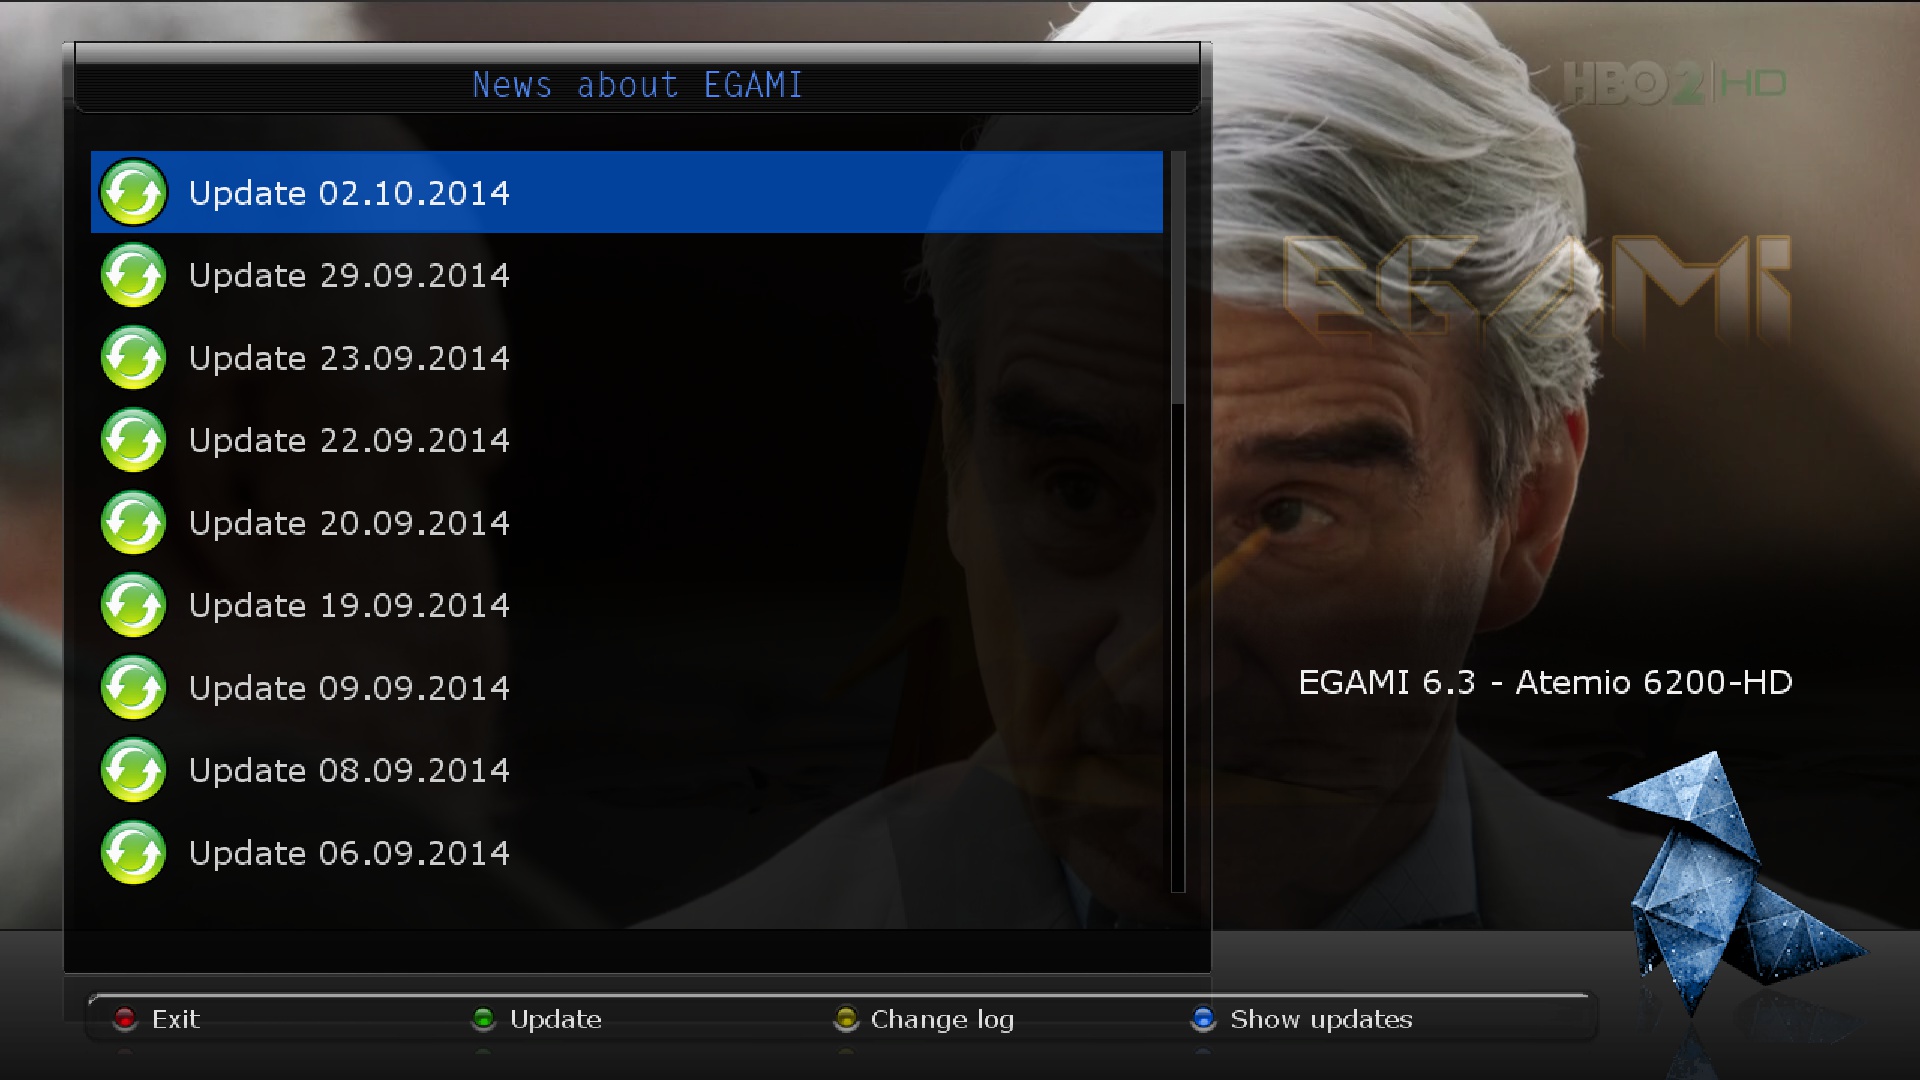 News about EGAMI
HBO2|HD
Update 02.10.2014
Update 29.09.2014
EGAMI
Update 23.09.2014
Update 22.09.2014
Update 20.09.2014
Update 19.09.2014
Update 09.09.2014
EGAMI 6.3 - Atemio 6200-HD
Update 08.09.2014
Update 06.09.2014
Exit
Update
Change log
Show updates